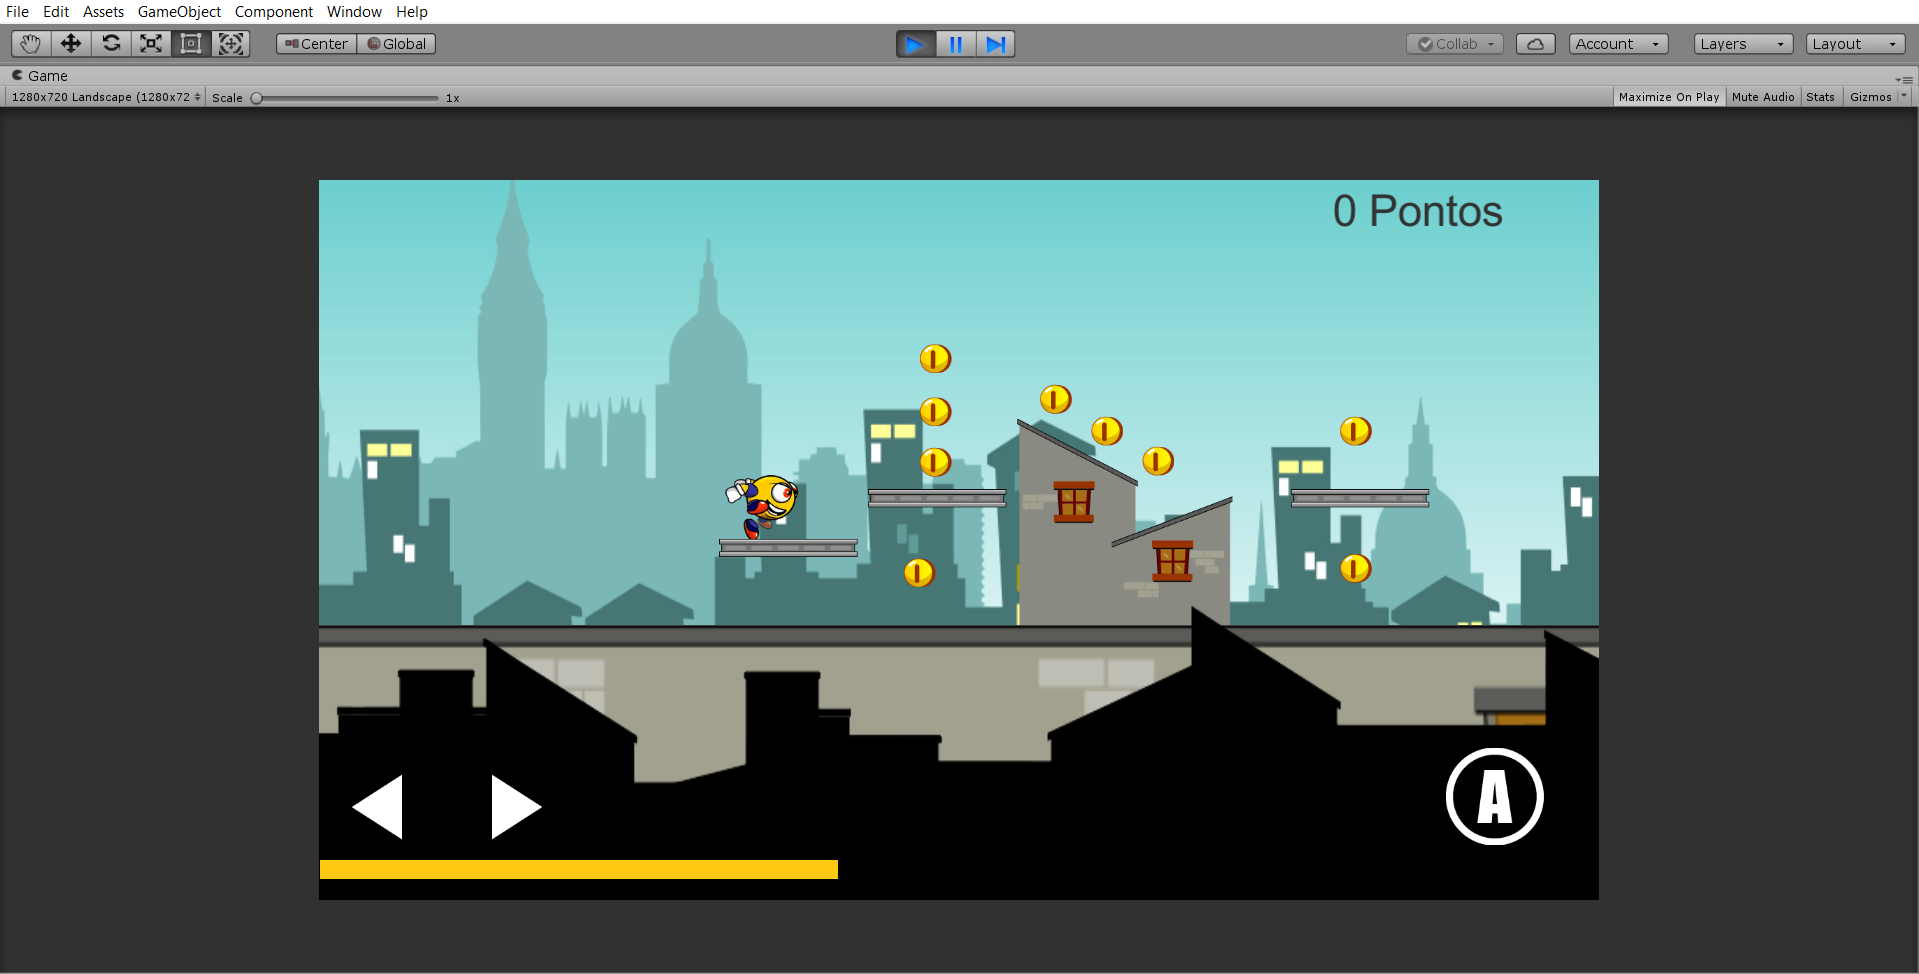 File Edit Assets GameObject Component Window Help
Center Global Collab Account Layers Layout
Game
1280x720 Landscape (1280x72 Scale 1x Maximize On Play Mute Audio Stats Gizmos
0 Pontos
A